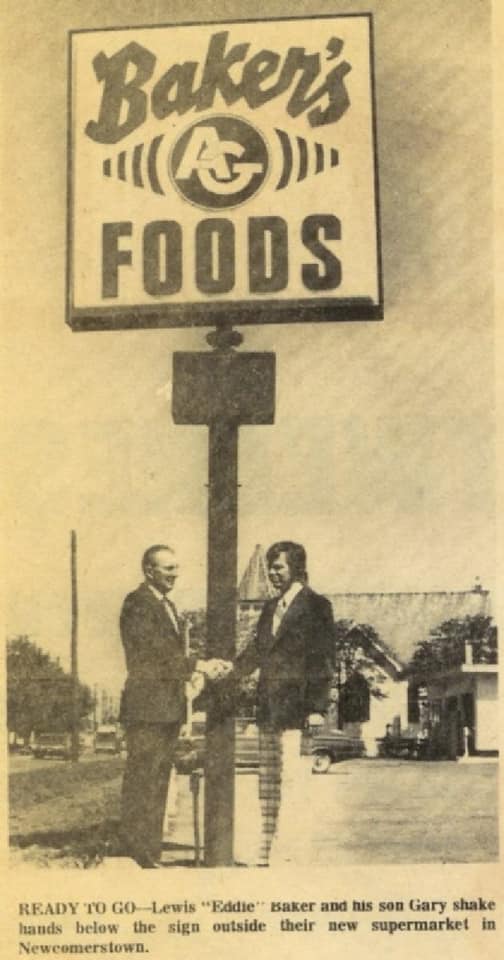 Baker's
AG
FOODS
READY TO GO—Lewis "Eddie" Baker and his son Gary shake
hands below the sign outside their new supermarket in
Newcomerstown.